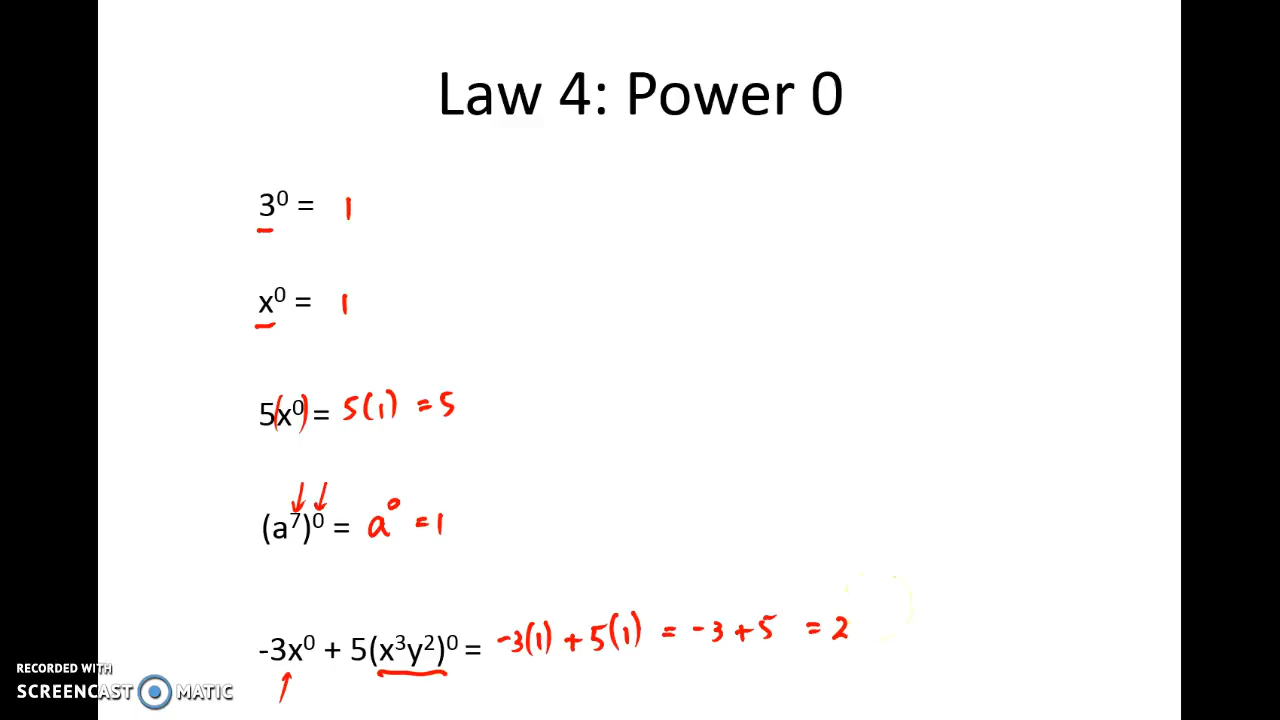 Law 4: Power 0
3⁰ = 1
x⁰ = 1
5(x⁰) = 5(1) = 5
(a⁷)⁰ = a⁰ = 1
-3x⁰ + 5(x³y²)⁰ = -3(1) + 5(1) = -3 + 5 = 2
RECORDED WITH
SCREENCAST MATIC